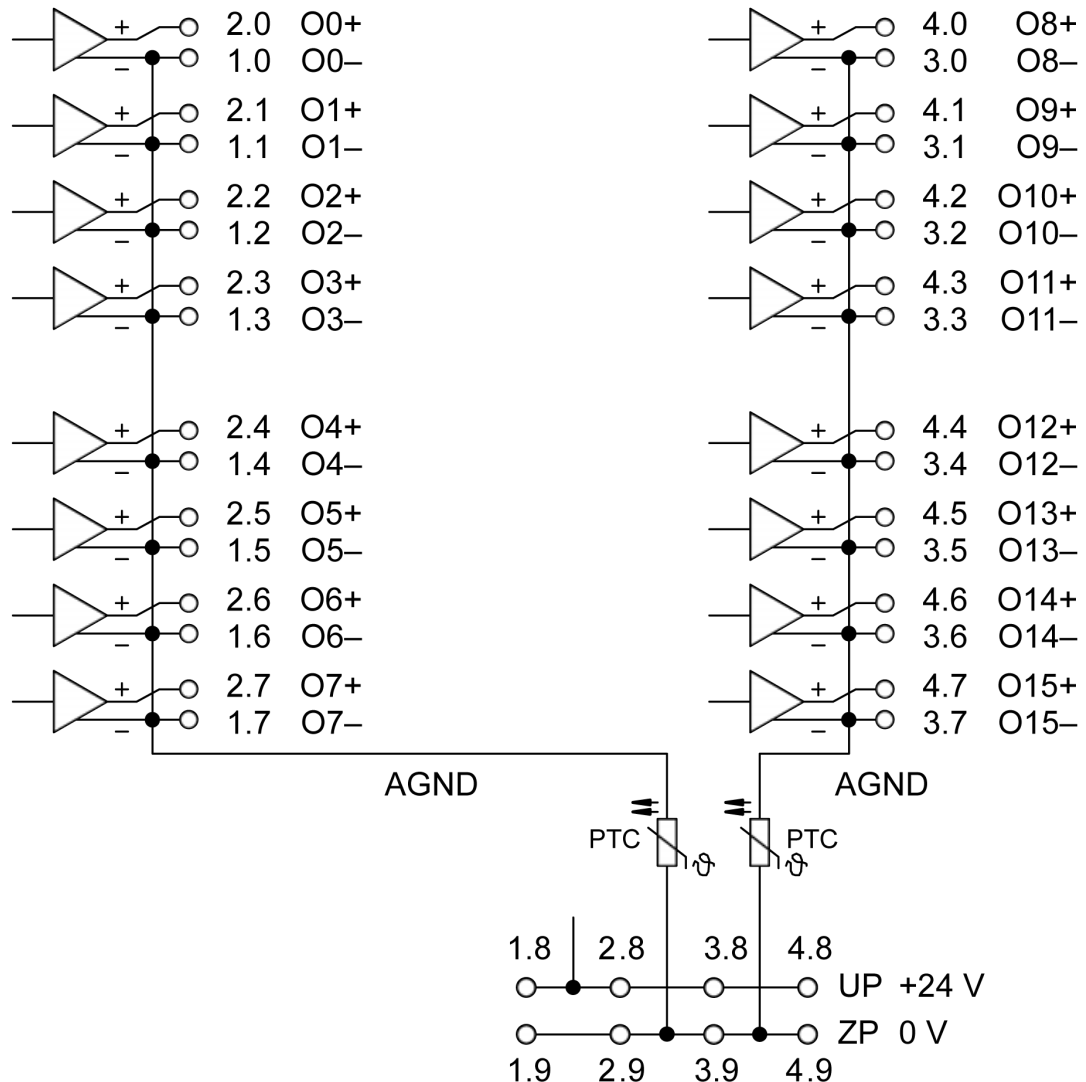 + 2.0 O0+
– 1.0 O0–
+ 2.1 O1+
– 1.1 O1–
+ 2.2 O2+
– 1.2 O2–
+ 2.3 O3+
– 1.3 O3–
+ 2.4 O4+
– 1.4 O4–
+ 2.5 O5+
– 1.5 O5–
+ 2.6 O6+
– 1.6 O6–
+ 2.7 O7+
– 1.7 O7–
+ 4.0 O8+
– 3.0 O8–
+ 4.1 O9+
– 3.1 O9–
+ 4.2 O10+
– 3.2 O10–
+ 4.3 O11+
– 3.3 O11–
+ 4.4 O12+
– 3.4 O12–
+ 4.5 O13+
– 3.5 O13–
+ 4.6 O14+
– 3.6 O14–
+ 4.7 O15+
– 3.7 O15–
AGND
AGND
PTC ϑ
PTC ϑ
1.8 2.8 3.8 4.8
UP +24 V
ZP 0 V
1.9 2.9 3.9 4.9